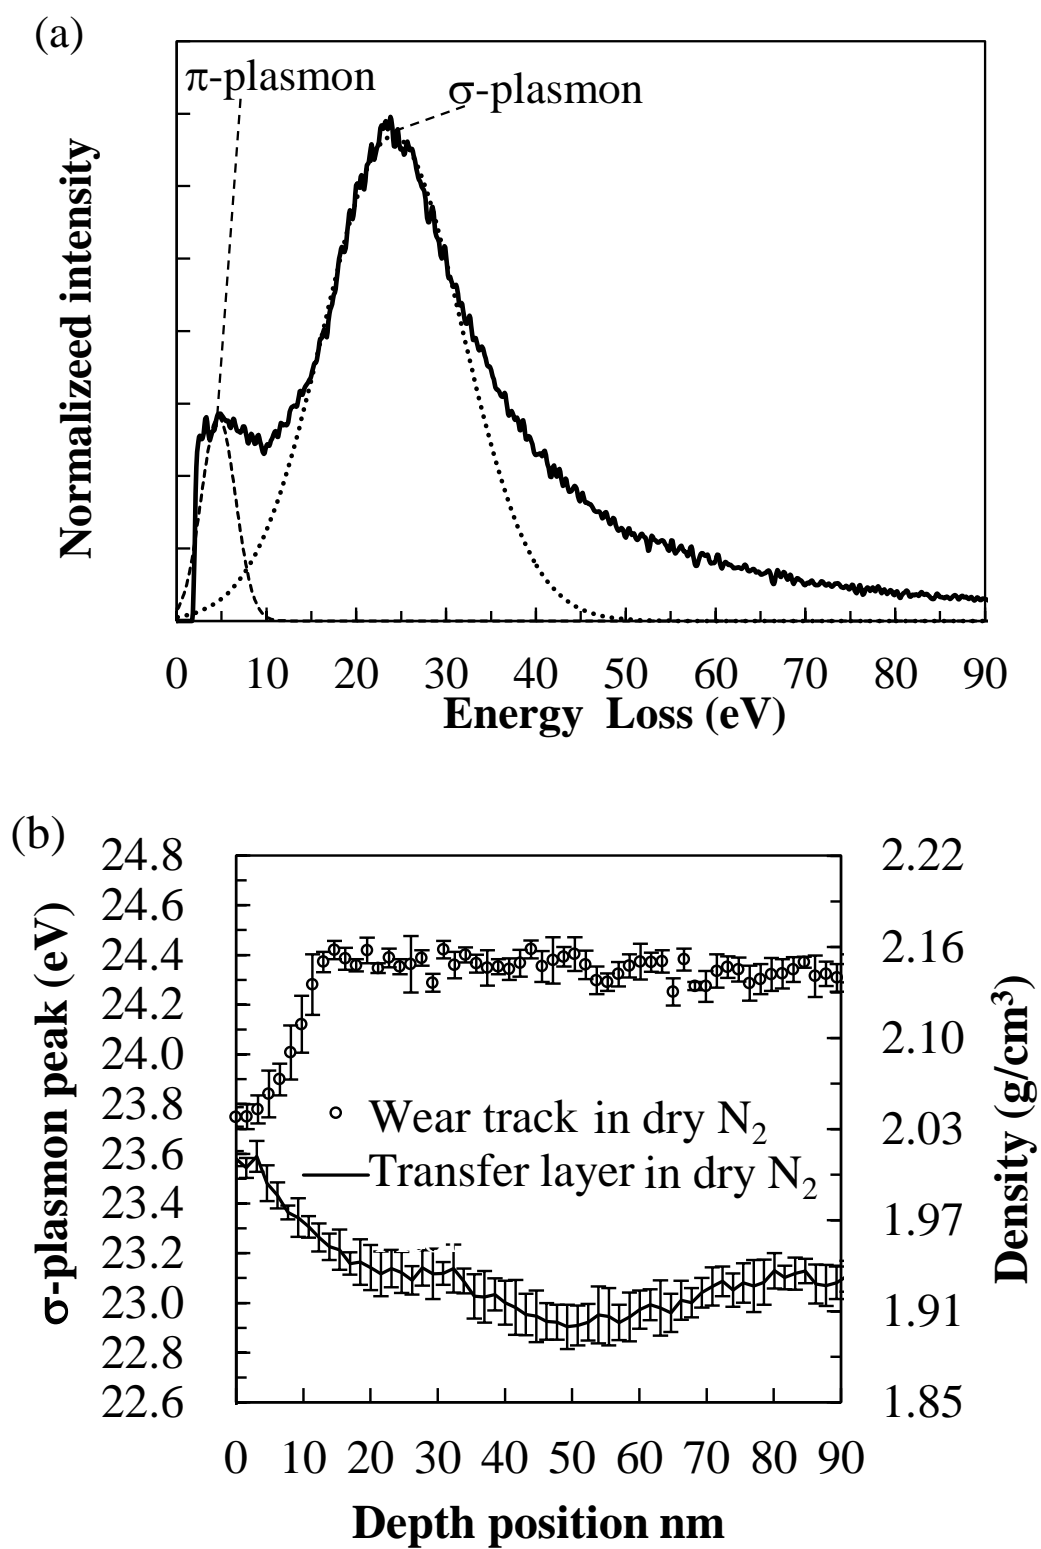 (a)
π-plasmon
σ-plasmon
Normalizeed intensity
0 10 20 30 40 50 60 70 80 90
Energy Loss (eV)
(b)
24.8
24.6
24.4
24.2
24.0
23.8
23.6
23.4
23.2
23.0
22.8
22.6
σ-plasmon peak (eV)
Wear track in dry N2
Transfer layer in dry N2
2.22
2.16
2.10
2.03
1.97
1.91
1.85
Density (g/cm3)
0 10 20 30 40 50 60 70 80 90
Depth position nm